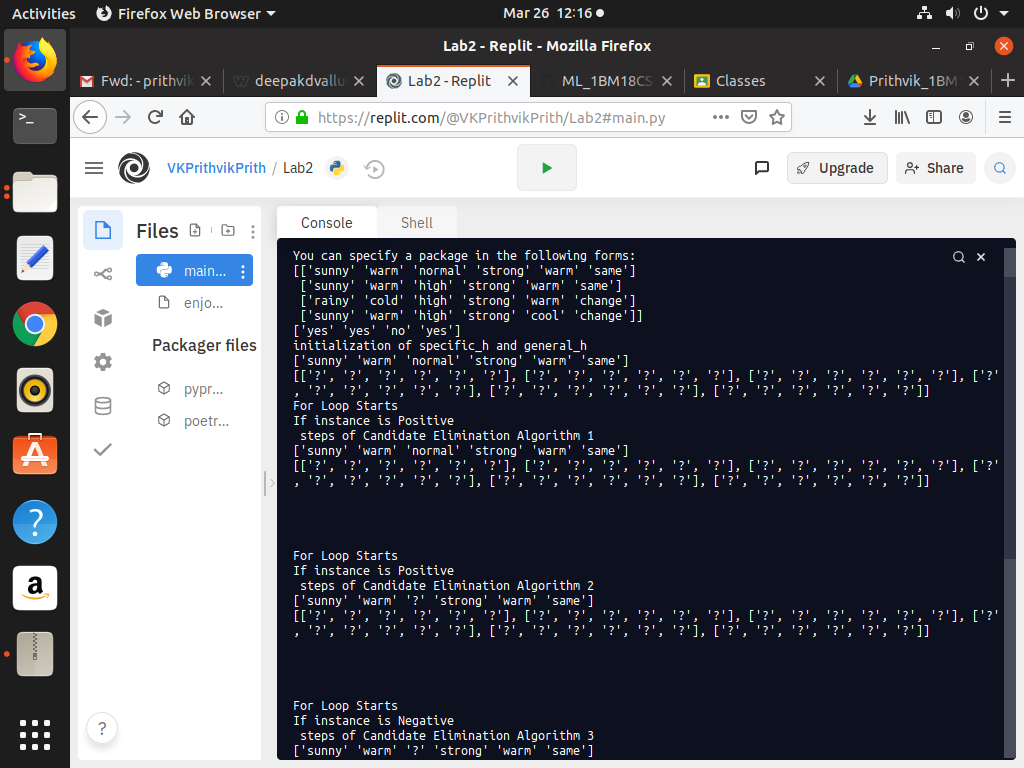 Activities Firefox Web Browser Mar 26 12:16
Lab2 - Replit - Mozilla Firefox
Fwd: - prithvik deepakdvallu Lab2 - Replit ML_1BM18CS Classes Prithvik_1BM
https://replit.com/@VKPrithvikPrith/Lab2#main.py
VKPrithvikPrith / Lab2 Upgrade Share
Files
main...
enjo...
Packager files
pypr...
poetr...
?
Console Shell
You can specify a package in the following forms:
[['sunny' 'warm' 'normal' 'strong' 'warm' 'same']
['sunny' 'warm' 'high' 'strong' 'warm' 'same']
['rainy' 'cold' 'high' 'strong' 'warm' 'change']
['sunny' 'warm' 'high' 'strong' 'cool' 'change']]
['yes' 'yes' 'no' 'yes']
initialization of specific_h and general_h
['sunny' 'warm' 'normal' 'strong' 'warm' 'same']
[['?', '?', '?', '?', '?', '?'], ['?', '?', '?', '?', '?', '?'], ['?', '?', '?', '?', '?', '?'], ['?'
, '?', '?', '?', '?', '?'], ['?', '?', '?', '?', '?', '?'], ['?', '?', '?', '?', '?', '?']]
For Loop Starts
If instance is Positive
steps of Candidate Elimination Algorithm 1
['sunny' 'warm' 'normal' 'strong' 'warm' 'same']
[['?', '?', '?', '?', '?', '?'], ['?', '?', '?', '?', '?', '?'], ['?', '?', '?', '?', '?', '?'], ['?'
, '?', '?', '?', '?', '?'], ['?', '?', '?', '?', '?', '?'], ['?', '?', '?', '?', '?', '?']]
For Loop Starts
If instance is Positive
steps of Candidate Elimination Algorithm 2
['sunny' 'warm' '?' 'strong' 'warm' 'same']
[['?', '?', '?', '?', '?', '?'], ['?', '?', '?', '?', '?', '?'], ['?', '?', '?', '?', '?', '?'], ['?'
, '?', '?', '?', '?', '?'], ['?', '?', '?', '?', '?', '?'], ['?', '?', '?', '?', '?', '?']]
For Loop Starts
If instance is Negative
steps of Candidate Elimination Algorithm 3
['sunny' 'warm' '?' 'strong' 'warm' 'same']